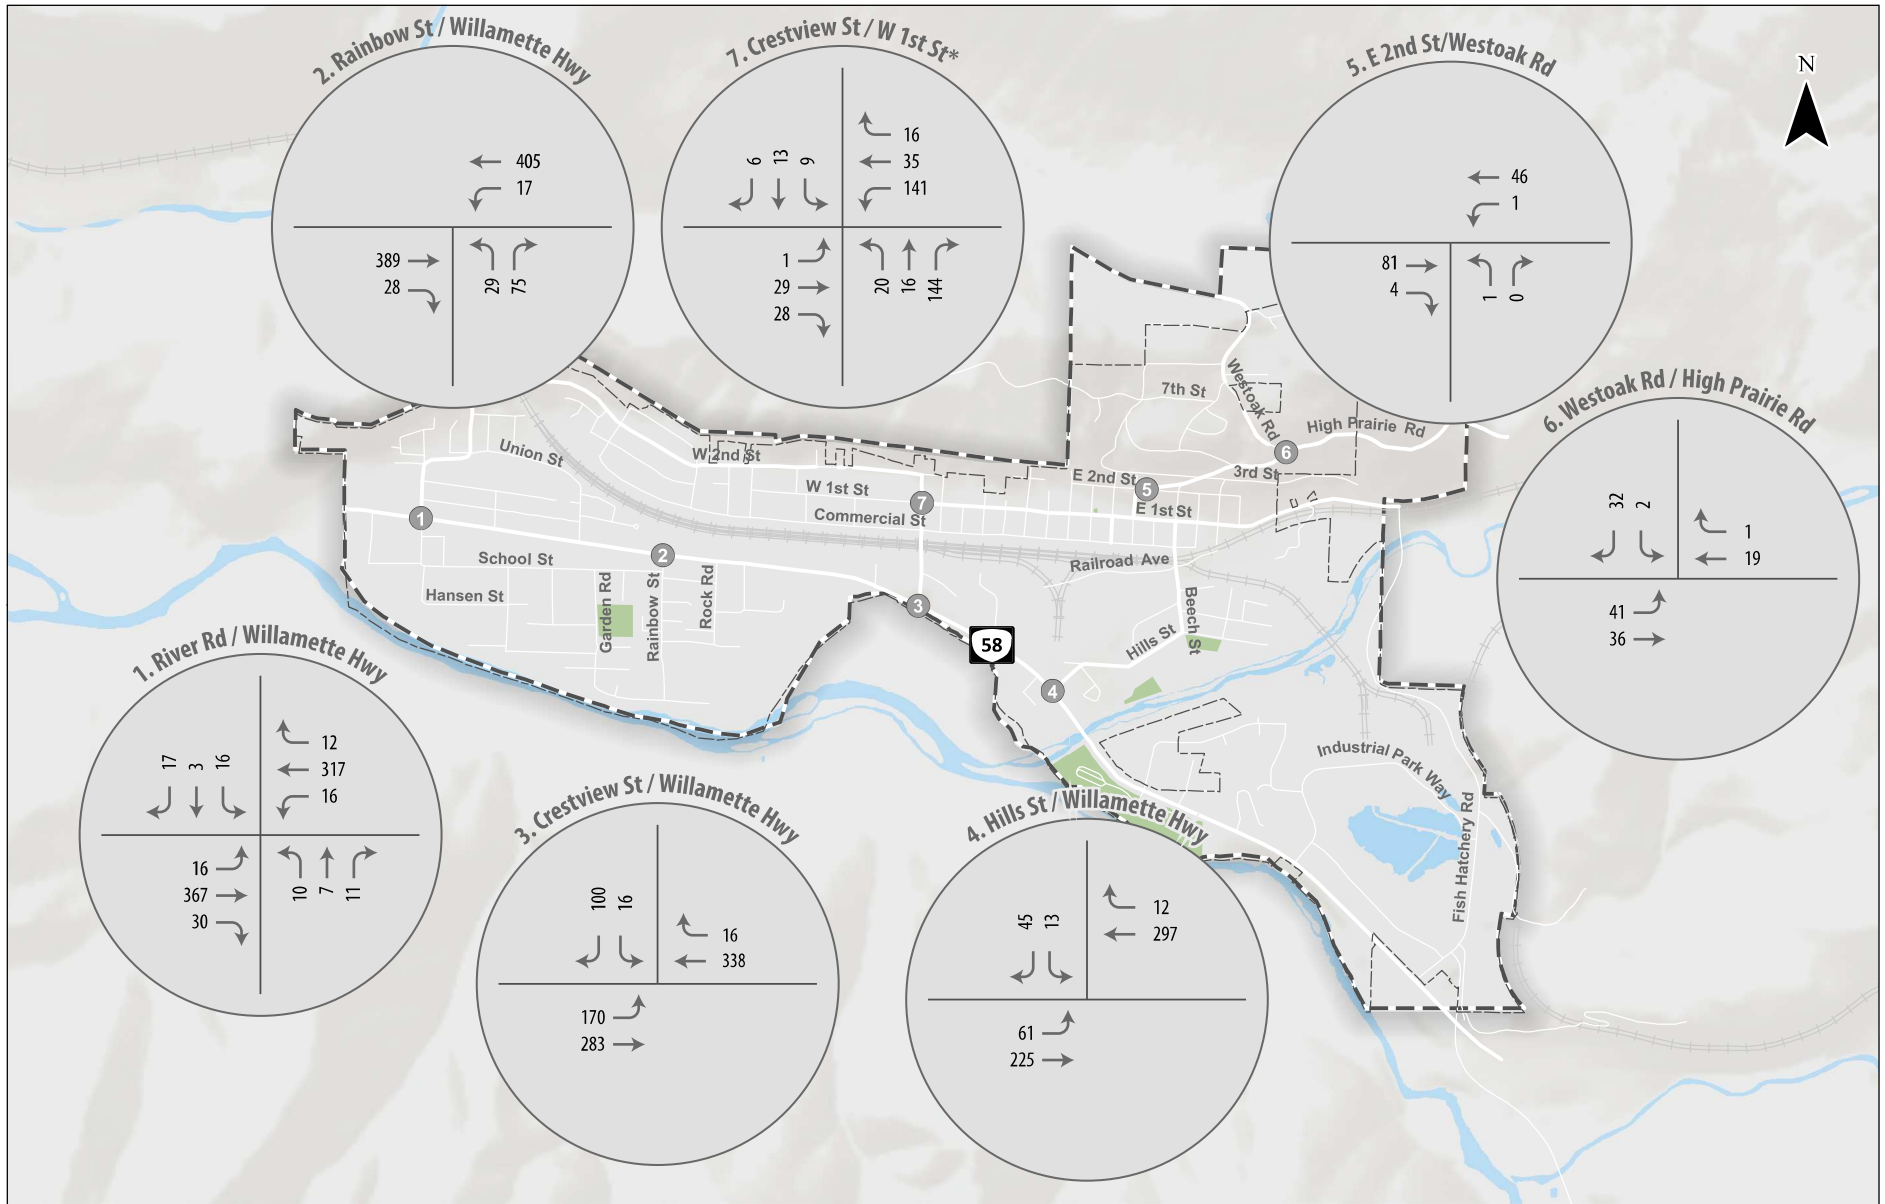 2. Rainbow St / Willamette Hwy
405
17
389
28
29
75
7. Crestview St / W 1st St*
6
13
9
16
35
141
1
29
28
20
16
144
5. E 2nd St/Westoak Rd
46
1
81
4
1
0
N
6. Westoak Rd / High Prairie Rd
32
2
1
19
41
36
1. River Rd / Willamette Hwy
17
3
16
12
317
16
16
367
30
10
7
11
3. Crestview St / Willamette Hwy
100
16
16
338
170
283
4. Hills St / Willamette Hwy
45
13
12
297
61
225
7th St
Westoak Rd
High Prairie Rd
6
3rd St
E 2nd St
5
E 1st St
Union St
W 2nd St
W 1st St
7
Commercial St
1
2
School St
Railroad Ave
Hansen St
Garden Rd
Rainbow St
Rock Rd
3
58
Beech St
Hills St
4
Industrial Park Way
Fish Hatchery Rd